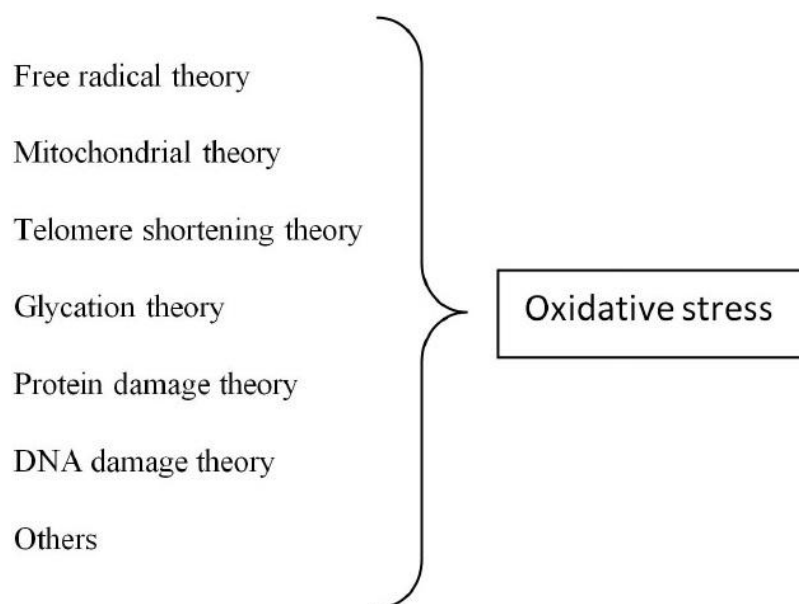 Free radical theory
Mitochondrial theory
Telomere shortening theory
Glycation theory
Protein damage theory
DNA damage theory
Others
Oxidative stress